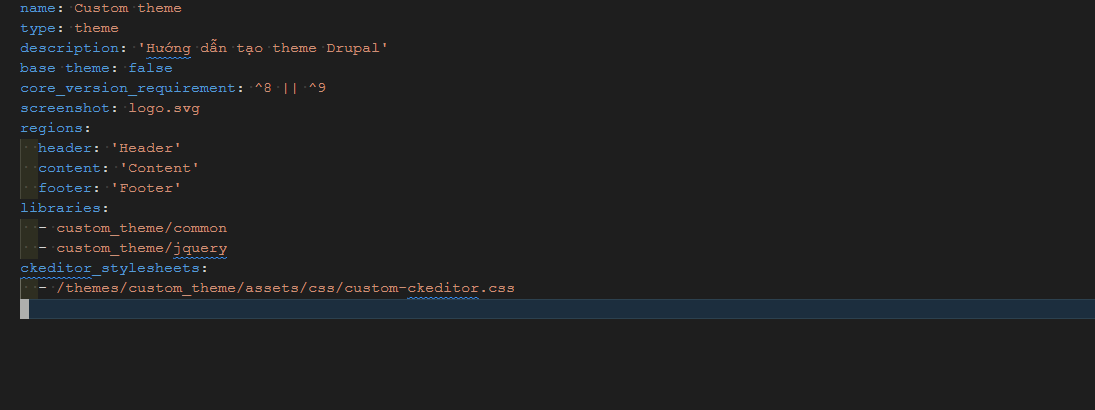 name: Custom theme
type: theme
description: 'Huớng dẫn tạo theme Drupal'
base theme: false
core_version_requirement: ^8 || ^9
screenshot: logo.svg
regions:
  header: 'Header'
  content: 'Content'
  footer: 'Footer'
libraries:
  - custom_theme/common
  - custom_theme/jquery
ckeditor_stylesheets:
  - /themes/custom_theme/assets/css/custom-ckeditor.css